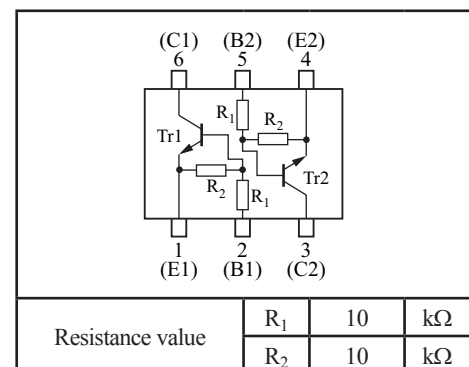 (C1) (B2) (E2)
6 5 4
R1
R2
Tr1
Tr2
R2
R1
1 2 3
(E1) (B1) (C2)
Resistance value
R1 10 kΩ
R2 10 kΩ